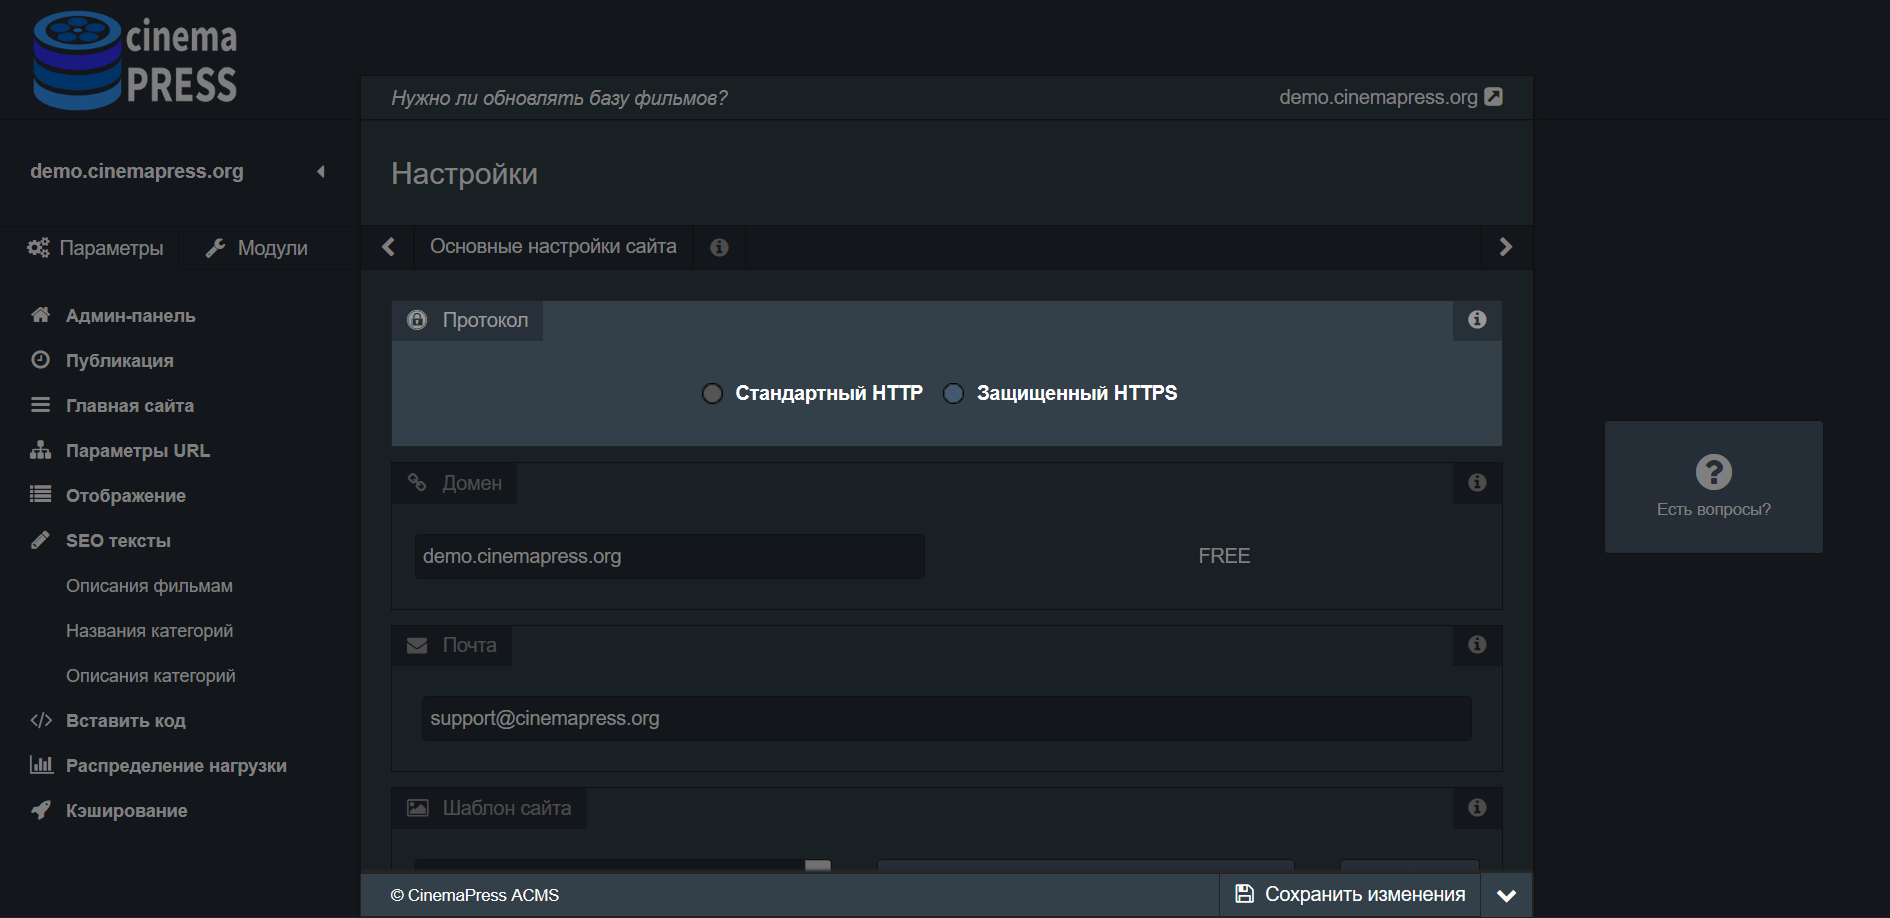 cinema
PRESS
Нужно ли обновлять базу фильмов?
demo.cinemapress.org
demo.cinemapress.org
Настройки
Параметры
Модули
Основные настройки сайта
Админ-панель
Публикация
Главная сайта
Параметры URL
Отображение
SEO тексты
Описания фильмам
Названия категорий
Описания категорий
Вставить код
Распределение нагрузки
Кэширование
Протокол
Стандартный HTTP
Защищенный HTTPS
Домен
demo.cinemapress.org
FREE
Почта
support@cinemapress.org
Шаблон сайта
Есть вопросы?
© CinemaPress ACMS
Сохранить изменения